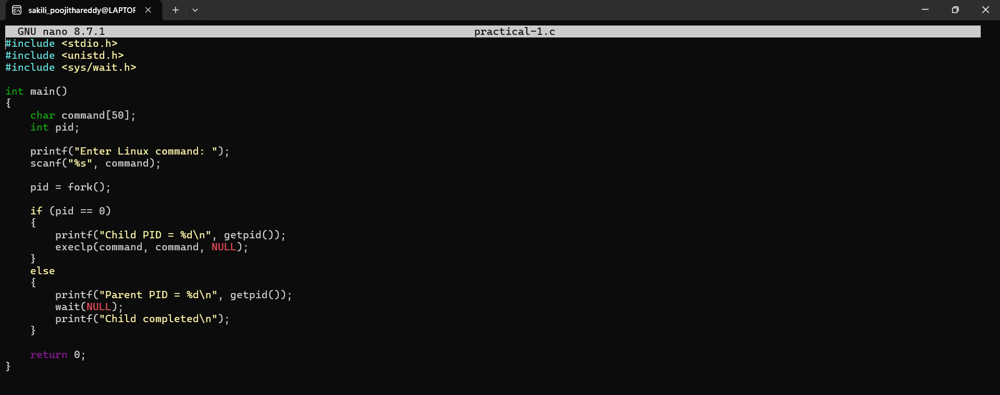 sakili_poojithareddy@LAPTOP
GNU nano 8.7.1 practical-1.c
#include <stdio.h>
#include <unistd.h>
#include <sys/wait.h>

int main()
{
    char command[50];
    int pid;

    printf("Enter Linux command: ");
    scanf("%s", command);

    pid = fork();

    if (pid == 0)
    {
        printf("Child PID = %d\n", getpid());
        execlp(command, command, NULL);
    }
    else
    {
        printf("Parent PID = %d\n", getpid());
        wait(NULL);
        printf("Child completed\n");
    }

    return 0;
}